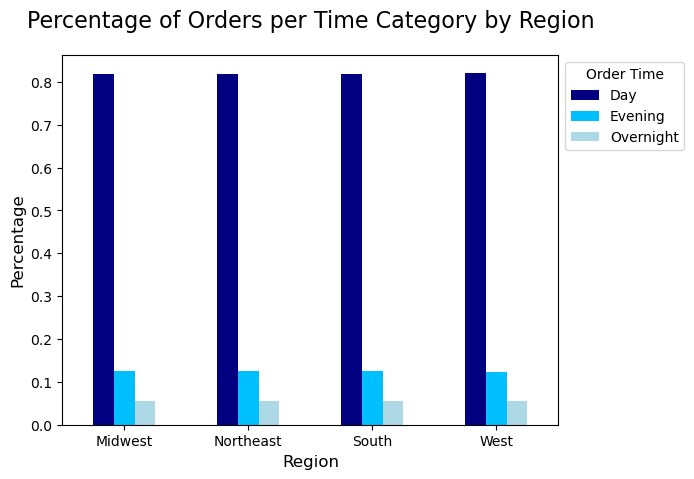 Percentage of Orders per Time Category by Region
Order Time
Day
Evening
Overnight
Percentage
0.8
0.7
0.6
0.5
0.4
0.3
0.2
0.1
0.0
Midwest Northeast South West
Region